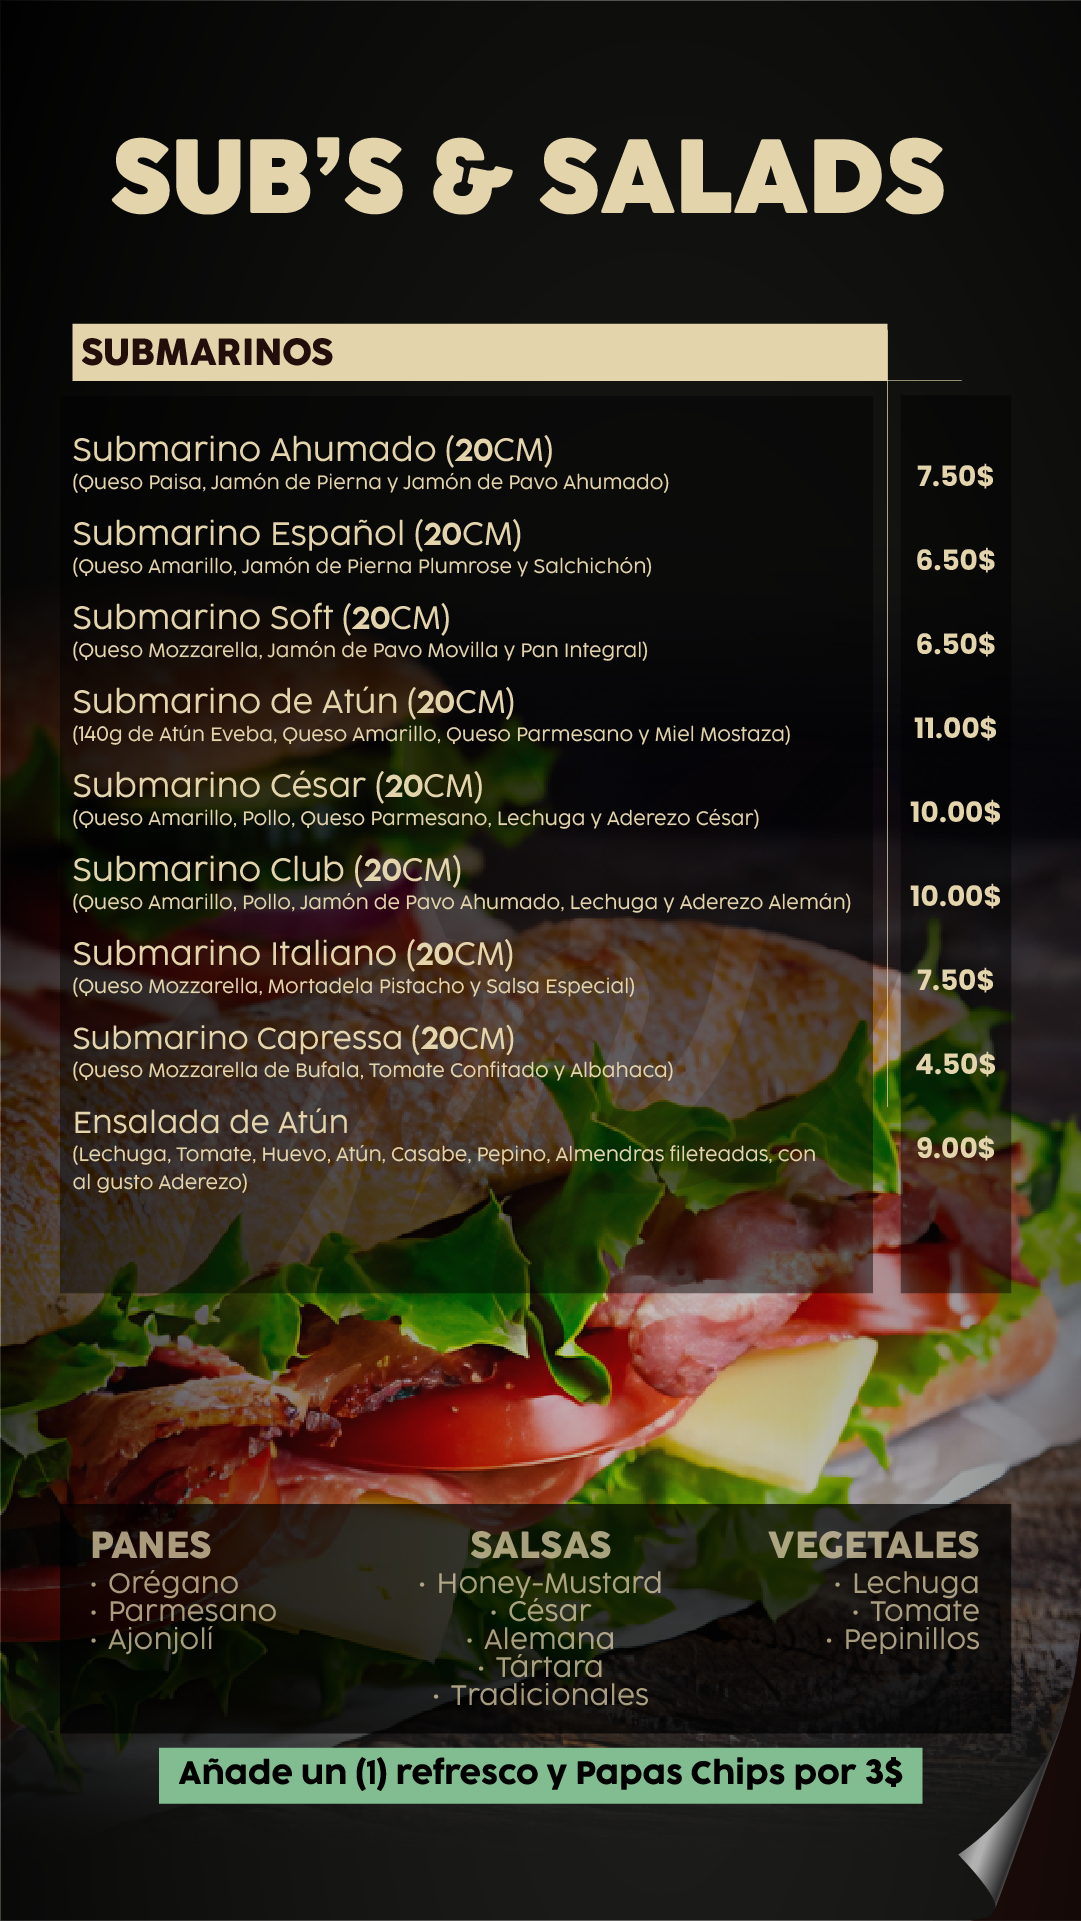 SUB'S & SALADS
SUBMARINOS
Submarino Ahumado (20CM)
(Queso Paisa, Jamón de Pierna y Jamón de Pavo Ahumado)
7.50$
Submarino Español (20CM)
(Queso Amarillo, Jamón de Pierna Plumrose y Salchichón)
6.50$
Submarino Soft (20CM)
(Queso Mozzarella, Jamón de Pavo Movilla y Pan Integral)
6.50$
Submarino de Atún (20CM)
(140g de Atún Eveba, Queso Amarillo, Queso Parmesano y Miel Mostaza)
11.00$
Submarino César (20CM)
(Queso Amarillo, Pollo, Queso Parmesano, Lechuga y Aderezo César)
10.00$
Submarino Club (20CM)
(Queso Amarillo, Pollo, Jamón de Pavo Ahumado, Lechuga y Aderezo Alemán)
10.00$
Submarino Italiano (20CM)
(Queso Mozzarella, Mortadela Pistacho y Salsa Especial)
7.50$
Submarino Capressa (20CM)
(Queso Mozzarella de Bufala, Tomate Confitado y Albahaca)
4.50$
Ensalada de Atún
(Lechuga, Tomate, Huevo, Atún, Casabe, Pepino, Almendras fileteadas, con
al gusto Aderezo)
9.00$
PANES
· Orégano
· Parmesano
· Ajonjolí
SALSAS
· Honey-Mustard
· César
· Alemana
· Tártara
· Tradicionales
VEGETALES
· Lechuga
· Tomate
· Pepinillos
Añade un (1) refresco y Papas Chips por 3$